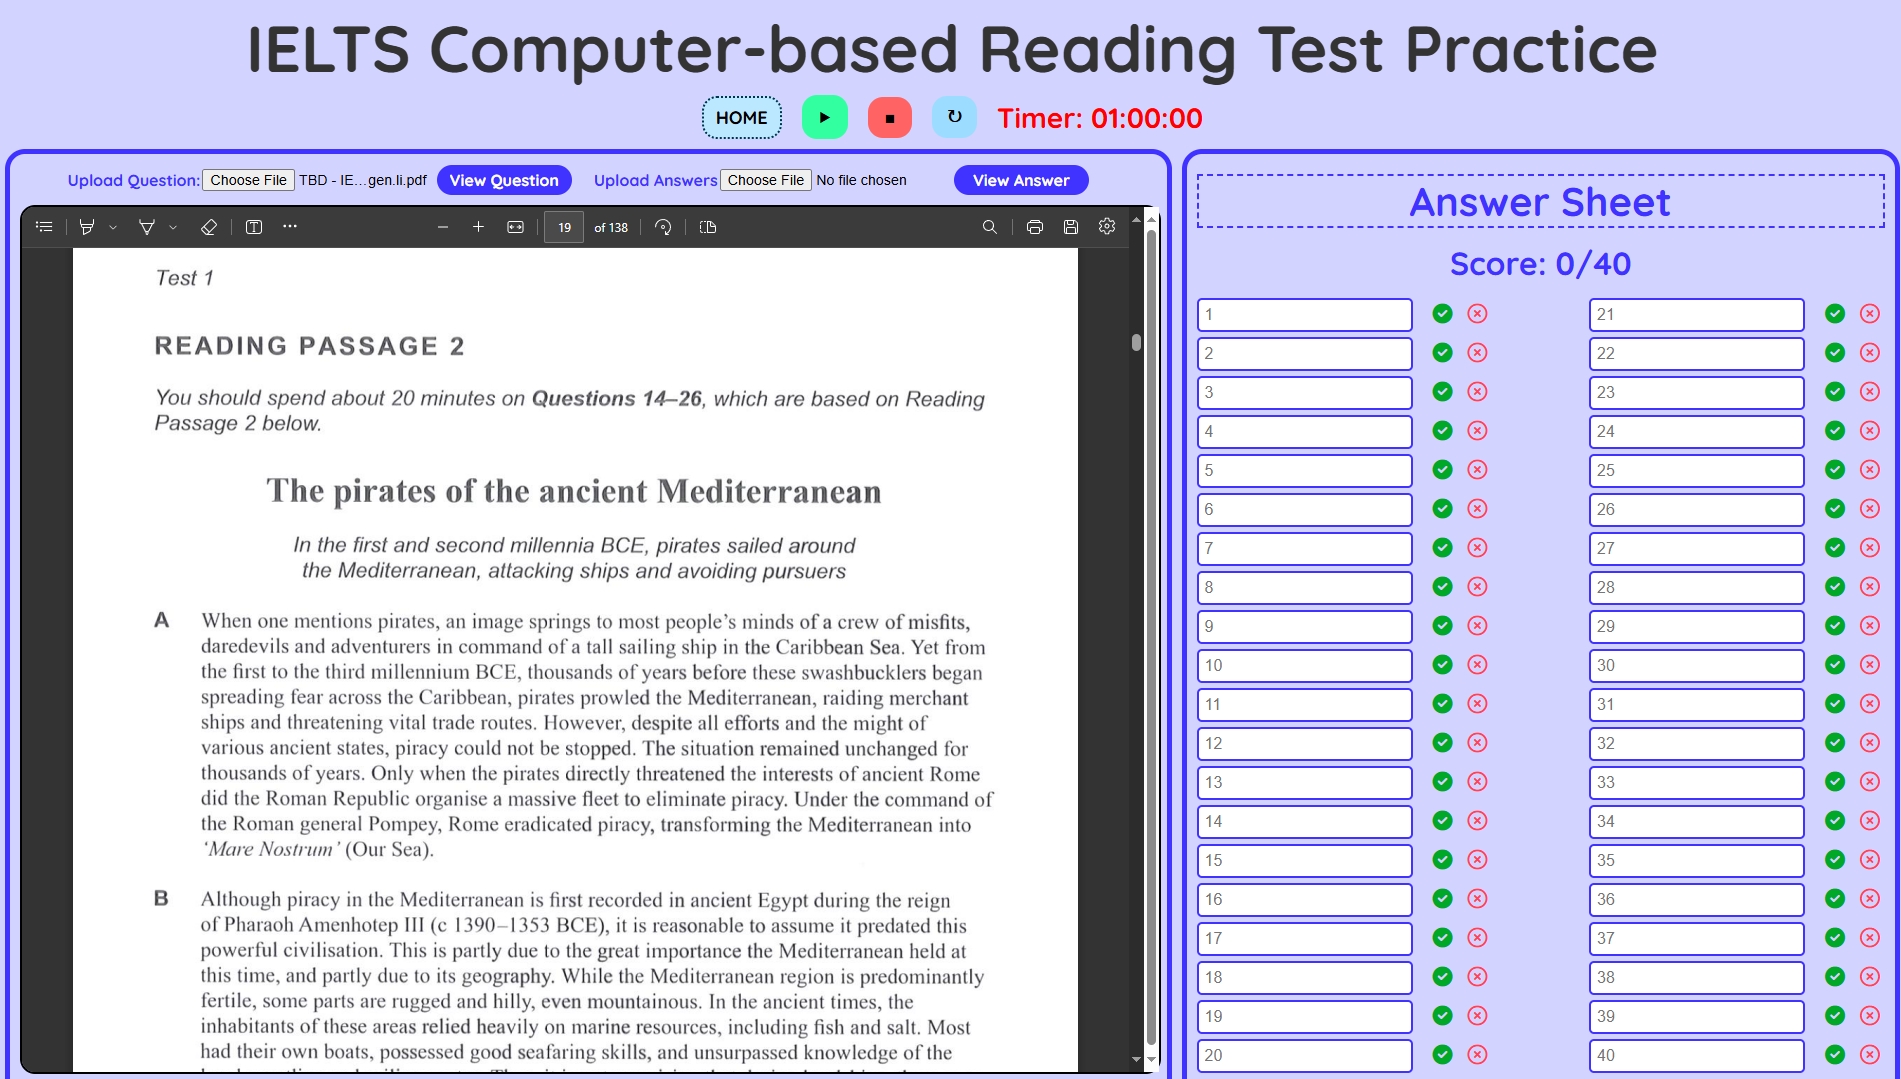 IELTS Computer-based Reading Test Practice
HOME
Timer: 01:00:00
Upload Question: Choose File TBD - IE...gen.li.pdf View Question Upload Answers Choose File No file chosen View Answer
19 of 138
Test 1
READING PASSAGE 2
You should spend about 20 minutes on Questions 14–26, which are based on Reading
Passage 2 below.
The pirates of the ancient Mediterranean
In the first and second millennia BCE, pirates sailed around
the Mediterranean, attacking ships and avoiding pursuers
A When one mentions pirates, an image springs to most people's minds of a crew of misfits,
daredevils and adventurers in command of a tall sailing ship in the Caribbean Sea. Yet from
the first to the third millennium BCE, thousands of years before these swashbucklers began
spreading fear across the Caribbean, pirates prowled the Mediterranean, raiding merchant
ships and threatening vital trade routes. However, despite all efforts and the might of
various ancient states, piracy could not be stopped. The situation remained unchanged for
thousands of years. Only when the pirates directly threatened the interests of ancient Rome
did the Roman Republic organise a massive fleet to eliminate piracy. Under the command of
the Roman general Pompey, Rome eradicated piracy, transforming the Mediterranean into
'Mare Nostrum' (Our Sea).
B Although piracy in the Mediterranean is first recorded in ancient Egypt during the reign
of Pharaoh Amenhotep III (c 1390–1353 BCE), it is reasonable to assume it predated this
powerful civilisation. This is partly due to the great importance the Mediterranean held at
this time, and partly due to its geography. While the Mediterranean region is predominantly
fertile, some parts are rugged and hilly, even mountainous. In the ancient times, the
inhabitants of these areas relied heavily on marine resources, including fish and salt. Most
had their own boats, possessed good seafaring skills, and unsurpassed knowledge of the
Answer Sheet
Score: 0/40
1
2
3
4
5
6
7
8
9
10
11
12
13
14
15
16
17
18
19
20
21
22
23
24
25
26
27
28
29
30
31
32
33
34
35
36
37
38
39
40